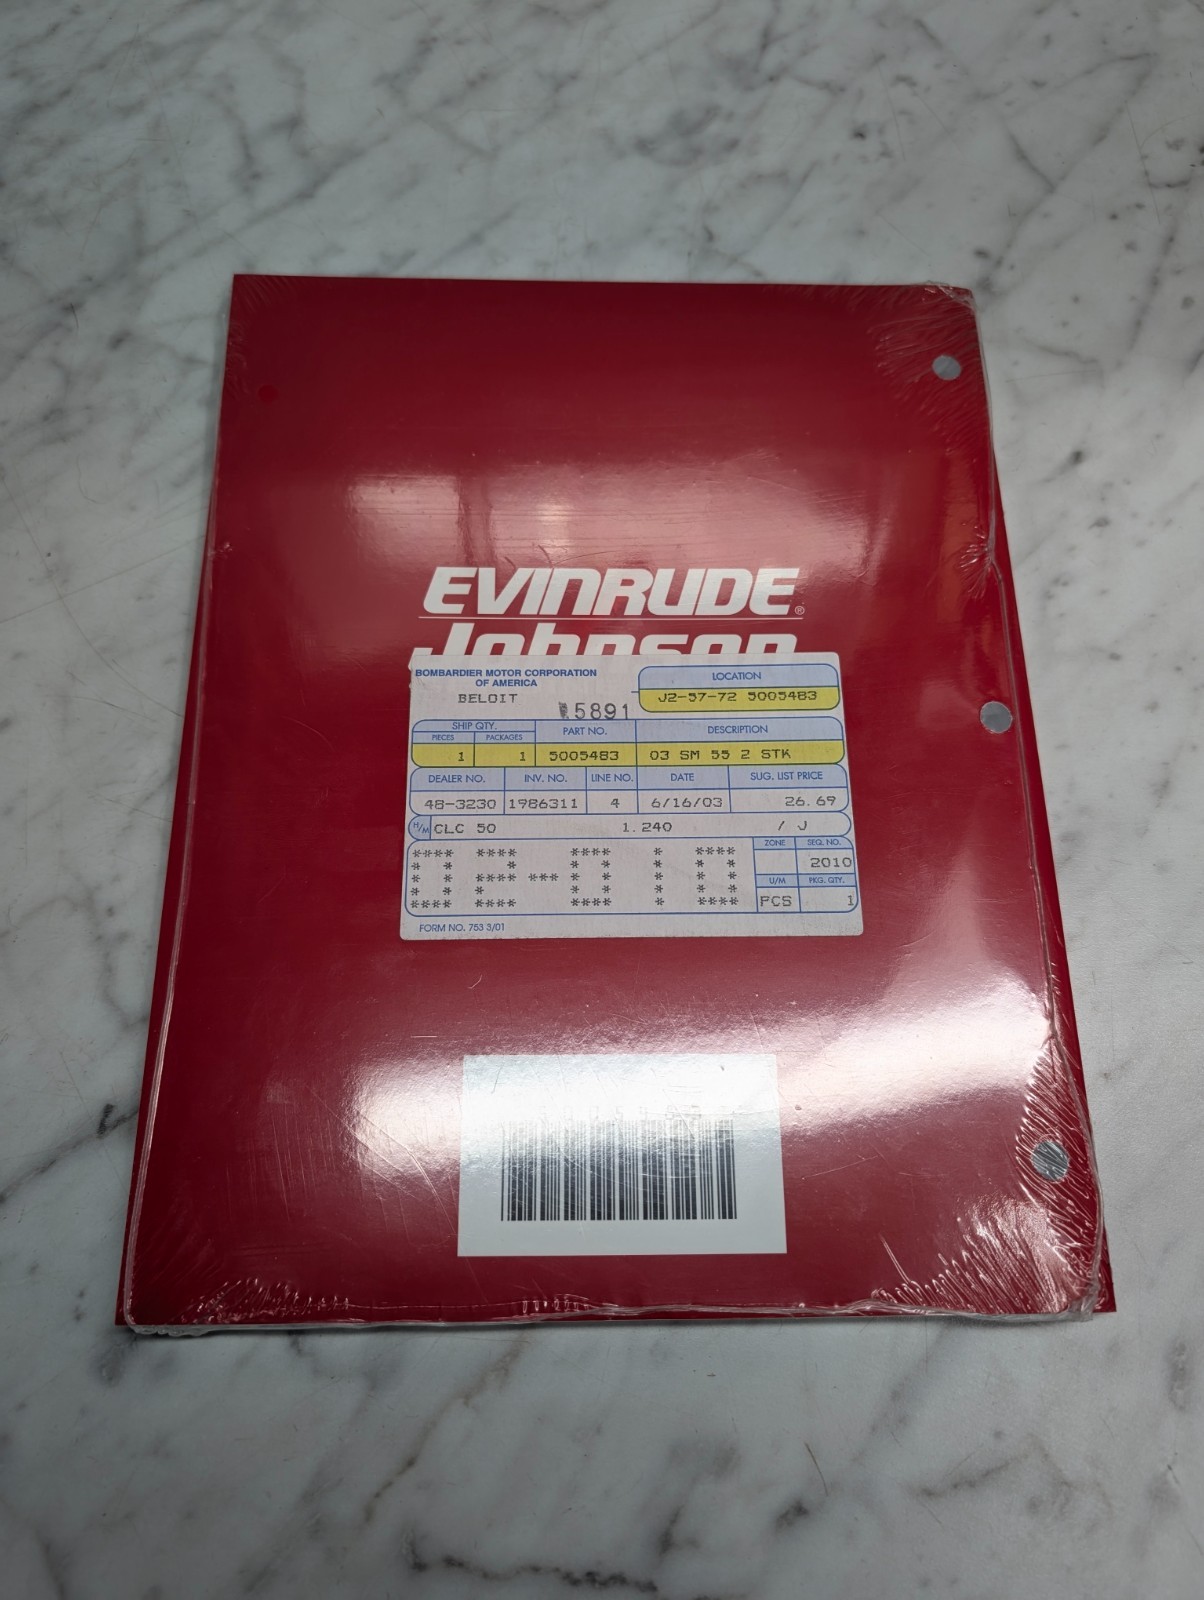 EVINRUDE®
Johnson
BOMBARDIER MOTOR CORPORATION
OF AMERICA
BELOIT
5891
LOCATION
J2-57-72 5005483
SHIP QTY.
PIECES PACKAGES PART NO. DESCRIPTION
1 1 5005483 03 SM 55 2 STK
DEALER NO. INV. NO. LINE NO. DATE SUG. LIST PRICE
48-3230 1986311 4 6/16/03 26.69
H/M CLC 50 1.240 / J
02-010
ZONE SEQ. NO.
2010
U/M PKG. QTY.
PCS 1
FORM NO. 753 3/01